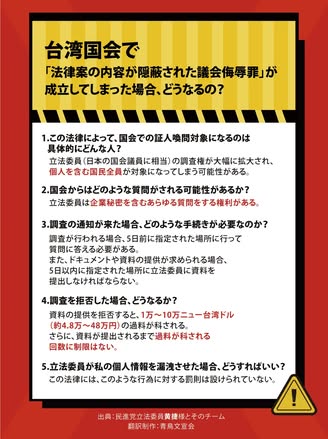 台湾国会で
「法律案の内容が隠蔽された議会侮辱罪」が
成立してしまった場合、どうなるの？
1.この法律によって、国会での証人喚問対象になるのは
具体的にどんな人？
立法委員（日本の国会議員に相当）の調査権が大幅に拡大され、
個人を含む国民全員が対象になってしまう可能性がある。
2.国会からはどのような質問がされる可能性があるか？
立法委員は企業秘密を含むあらゆる質問をする権利がある。
3.調査の通知が来た場合、どのような手続きが必要なのか？
調査が行われる場合、5日前に指定された場所に行って
質問に答える必要がある。
また、ドキュメントや資料の提供が求められる場合、
5日以内に指定された場所に立法委員に資料を
提出しなければならない。
4.調査を拒否した場合、どうなるか？
資料の提供を拒否すると、1万～10万ニュー台湾ドル
（約4.8万～48万円）の過料が科される。
さらに、資料が提出されるまで過料が科される
回数に制限はない。
5.立法委員が私の個人情報を漏洩させた場合、どうすればいい？
この法律には、このような行為に対する罰則は設けられていない。
出典：民進党立法委員黄捷様とそのチーム
翻訳制作：青鳥文宣会